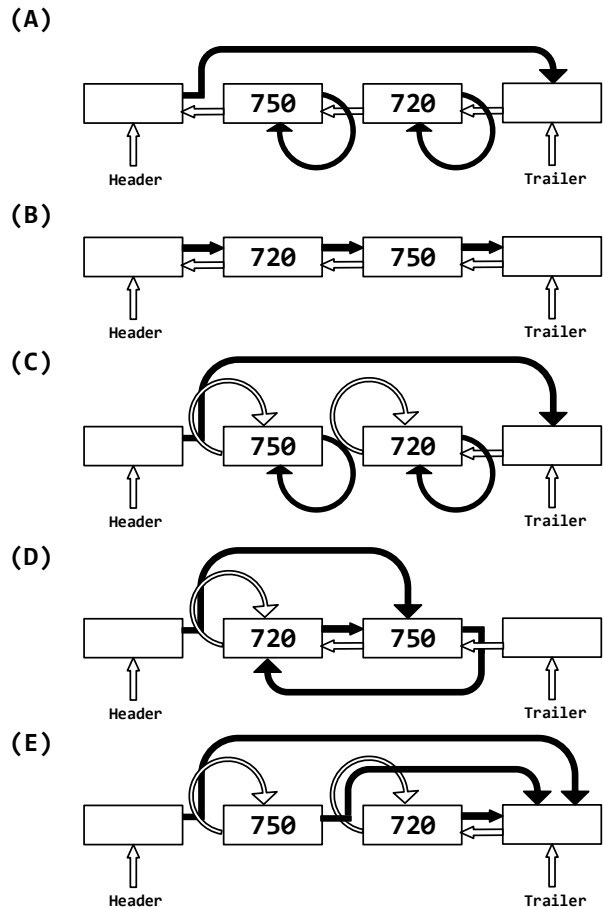 (A)
750 720
Header Trailer
(B)
720 750
Header Trailer
(C)
750 720
Header Trailer
(D)
720 750
Header Trailer
(E)
750 720
Header Trailer